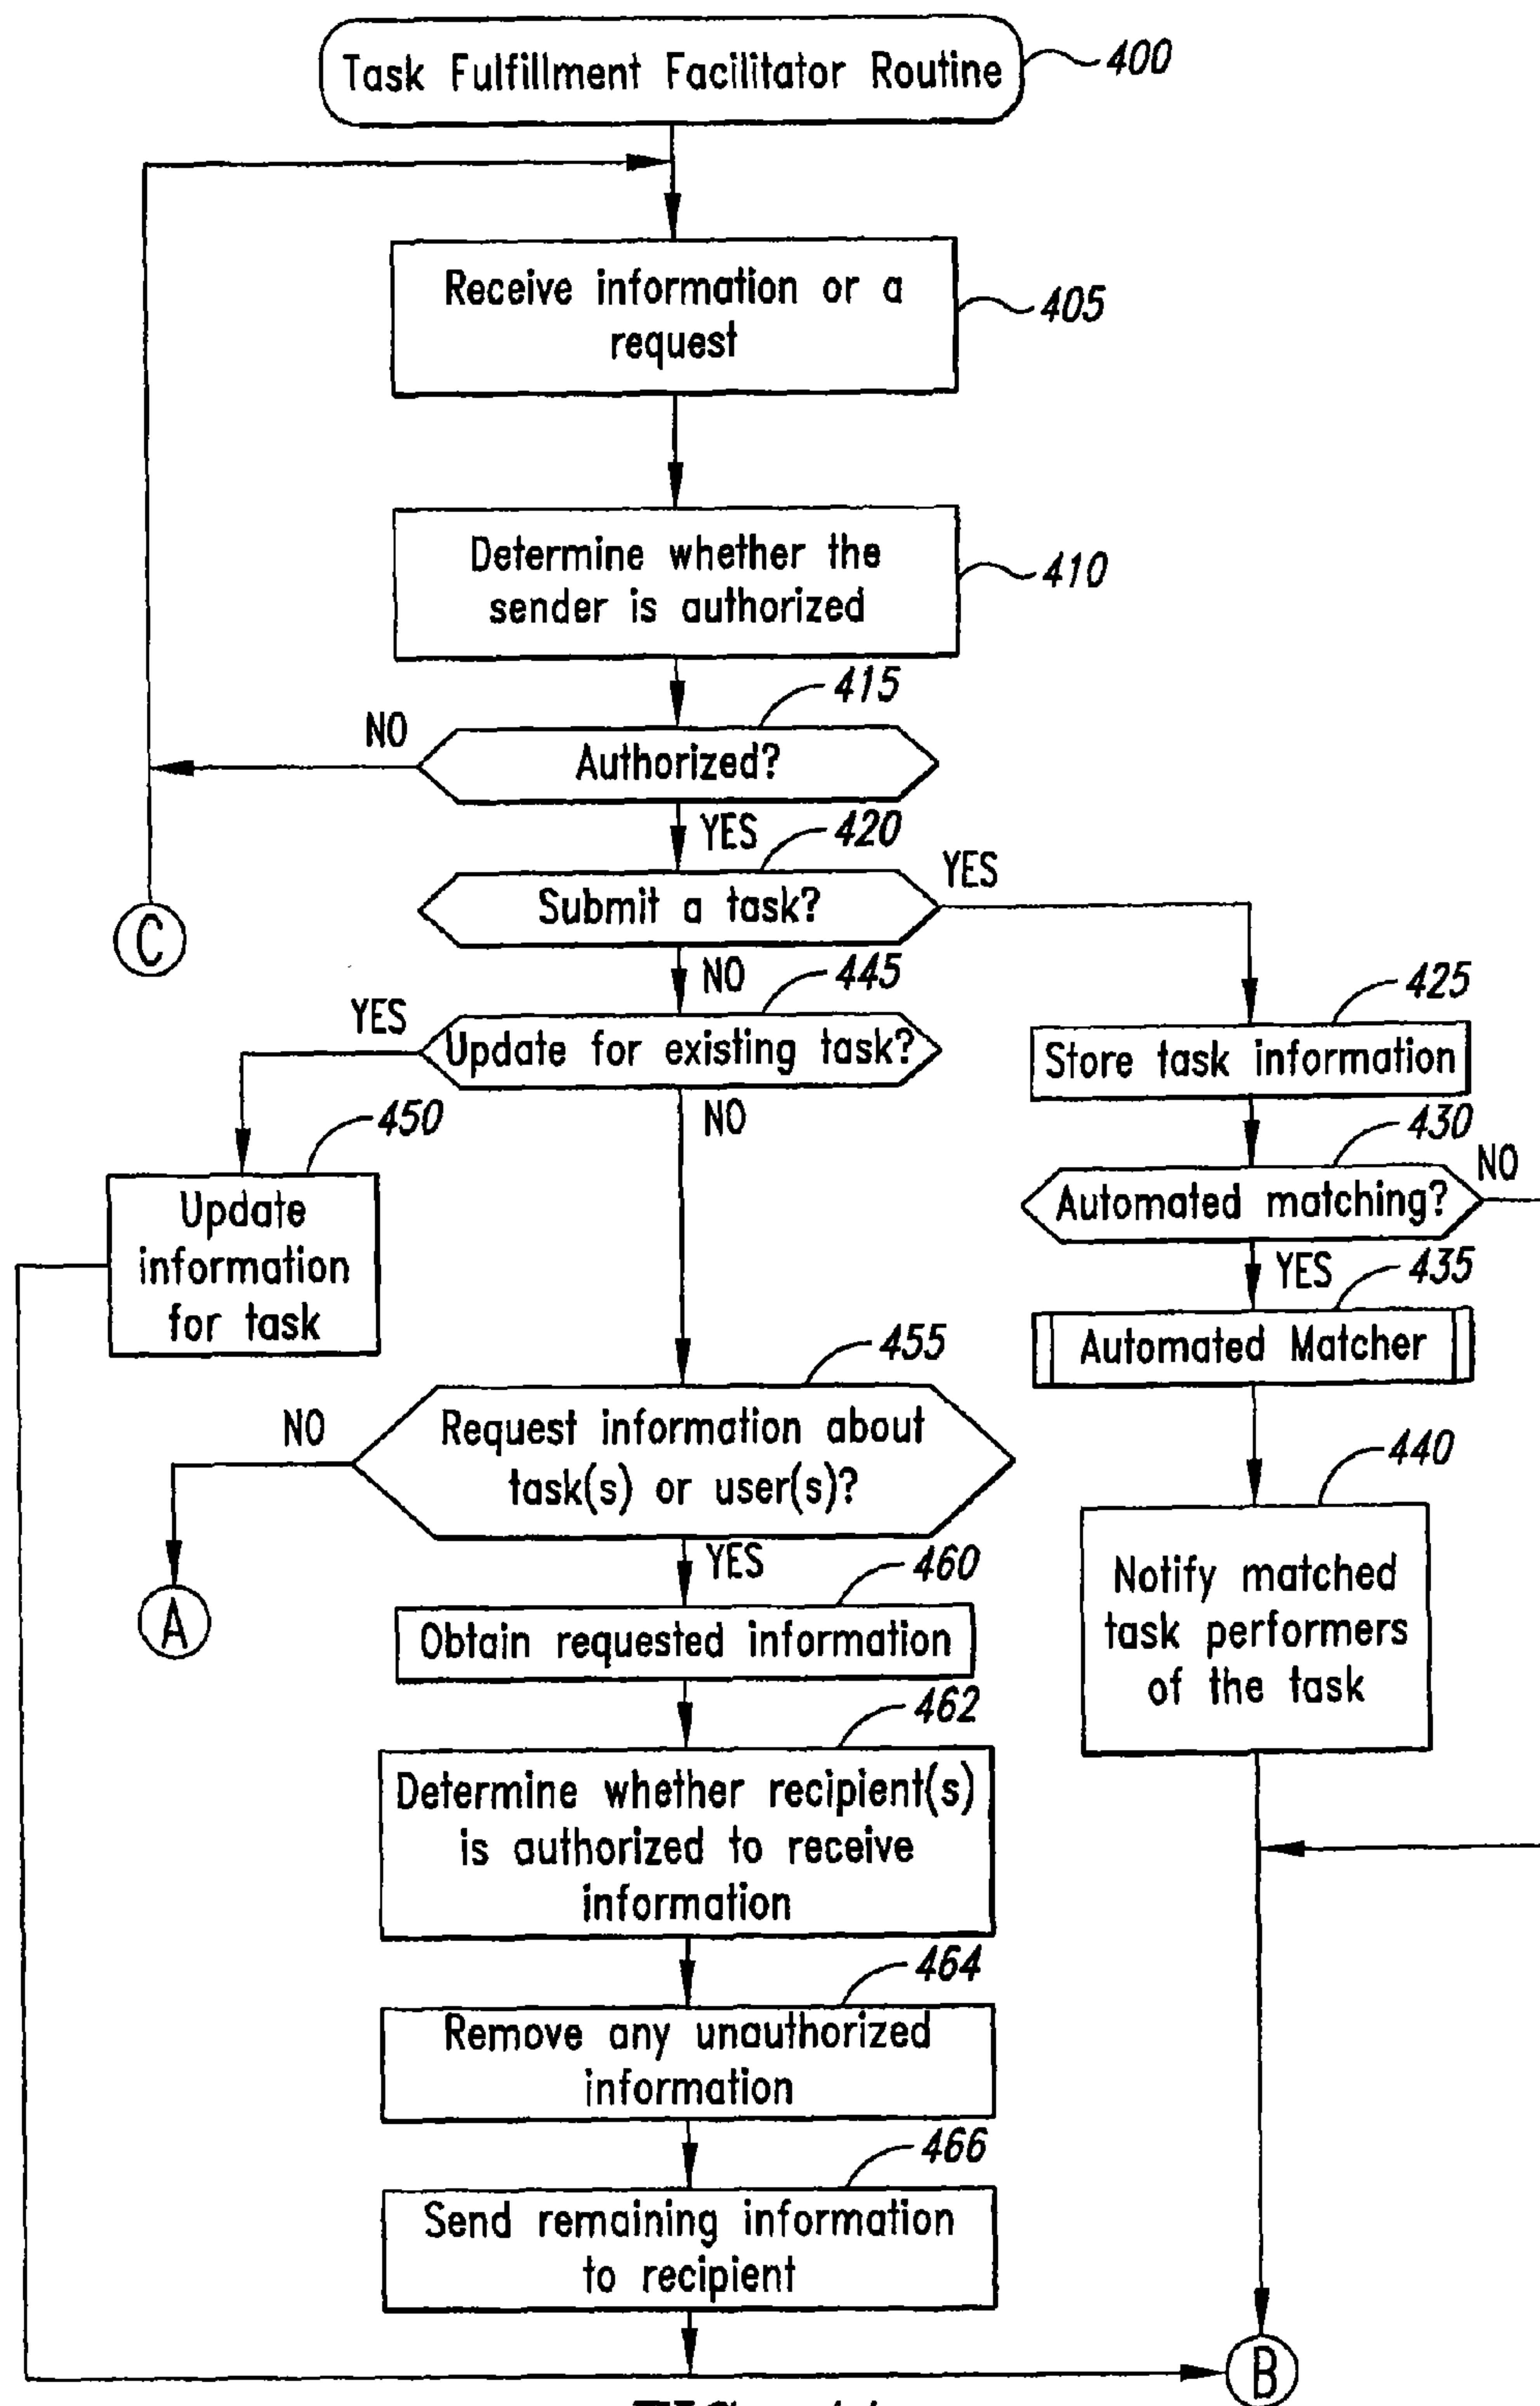 Task Fulfillment Facilitator Routine
400
Receive information or a
request
405
Determine whether the
sender is authorized
410
415
NO
Authorized?
YES
420
YES
Submit a task?
C
NO
445
425
YES
Update for existing task?
Store task information
NO
450
430
NO
Update
information
for task
Automated matching?
YES
435
Automated Matcher
455
NO
Request information about
task(s) or user(s)?
440
YES
460
Notify matched
task performers
of the task
A
Obtain requested information
462
Determine whether recipient(s)
is authorized to receive
information
464
Remove any unauthorized
information
466
Send remaining information
to recipient
B